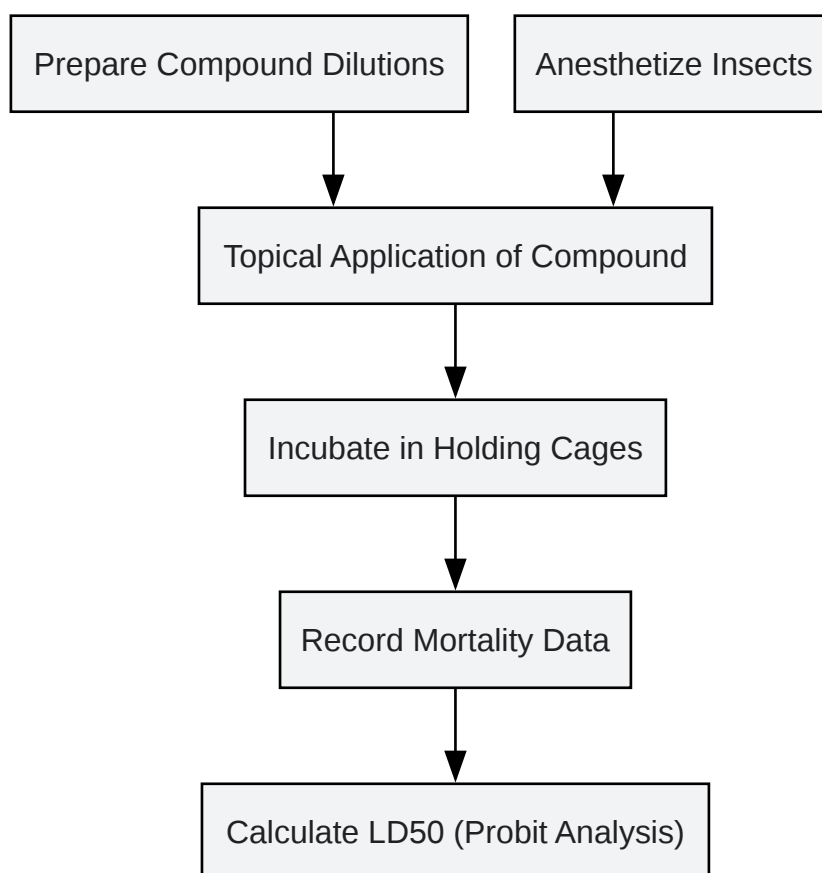 Prepare Compound Dilutions
Anesthetize Insects
Topical Application of Compound
Incubate in Holding Cages
Record Mortality Data
Calculate LD50 (Probit Analysis)